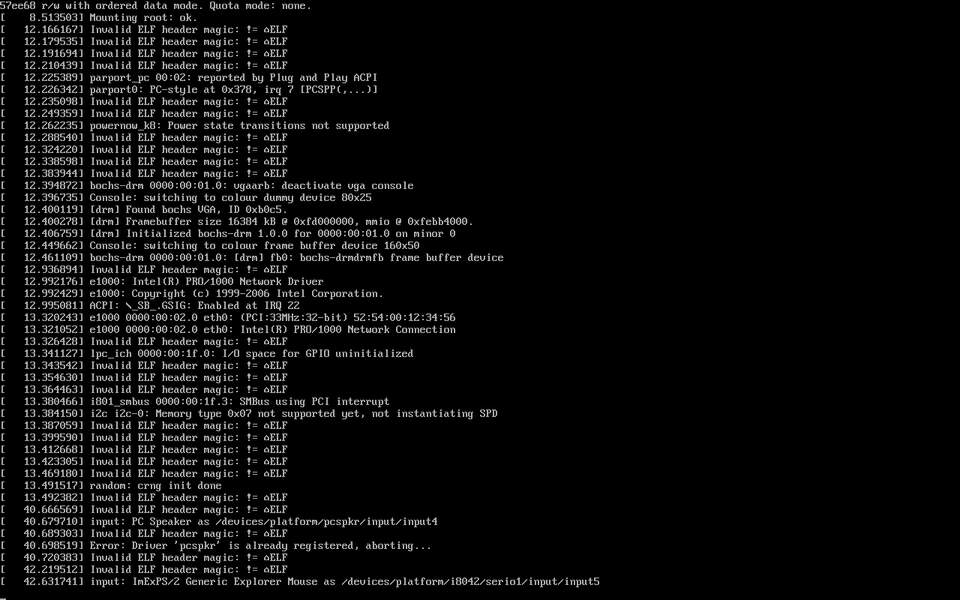 57ee68 r/w with ordered data mode. Quota mode: none.
[    8.513503] Mounting root: ok.
[   12.166167] Invalid ELF header magic: != ⌂ELF
[   12.179535] Invalid ELF header magic: != ⌂ELF
[   12.191694] Invalid ELF header magic: != ⌂ELF
[   12.210439] Invalid ELF header magic: != ⌂ELF
[   12.225389] parport_pc 00:02: reported by Plug and Play ACPI
[   12.226342] parport0: PC-style at 0x378, irq 7 [PCSPP(,...)]
[   12.235098] Invalid ELF header magic: != ⌂ELF
[   12.249359] Invalid ELF header magic: != ⌂ELF
[   12.262235] powernow_k8: Power state transitions not supported
[   12.288540] Invalid ELF header magic: != ⌂ELF
[   12.324220] Invalid ELF header magic: != ⌂ELF
[   12.338598] Invalid ELF header magic: != ⌂ELF
[   12.383944] Invalid ELF header magic: != ⌂ELF
[   12.394872] bochs-drm 0000:00:01.0: vgaarb: deactivate vga console
[   12.396735] Console: switching to colour dummy device 80x25
[   12.400119] [drm] Found bochs VGA, ID 0xb0c5.
[   12.400278] [drm] Framebuffer size 16384 kB @ 0xfd000000, mmio @ 0xfebb4000.
[   12.406759] [drm] Initialized bochs-drm 1.0.0 for 0000:00:01.0 on minor 0
[   12.449662] Console: switching to colour frame buffer device 160x50
[   12.461109] bochs-drm 0000:00:01.0: [drm] fb0: bochs-drmdrmfb frame buffer device
[   12.936894] Invalid ELF header magic: != ⌂ELF
[   12.992176] e1000: Intel(R) PRO/1000 Network Driver
[   12.992429] e1000: Copyright (c) 1999-2006 Intel Corporation.
[   12.995081] ACPI: \_SB_.GSIG: Enabled at IRQ 22
[   13.320243] e1000 0000:00:02.0 eth0: (PCI:33MHz:32-bit) 52:54:00:12:34:56
[   13.321052] e1000 0000:00:02.0 eth0: Intel(R) PRO/1000 Network Connection
[   13.326428] Invalid ELF header magic: != ⌂ELF
[   13.341127] lpc_ich 0000:00:1f.0: I/O space for GPIO uninitialized
[   13.343542] Invalid ELF header magic: != ⌂ELF
[   13.354630] Invalid ELF header magic: != ⌂ELF
[   13.364463] Invalid ELF header magic: != ⌂ELF
[   13.380466] i801_smbus 0000:00:1f.3: SMBus using PCI interrupt
[   13.384150] i2c i2c-0: Memory type 0x07 not supported yet, not instantiating SPD
[   13.387059] Invalid ELF header magic: != ⌂ELF
[   13.399590] Invalid ELF header magic: != ⌂ELF
[   13.412668] Invalid ELF header magic: != ⌂ELF
[   13.423305] Invalid ELF header magic: != ⌂ELF
[   13.469180] Invalid ELF header magic: != ⌂ELF
[   13.491517] random: crng init done
[   13.492382] Invalid ELF header magic: != ⌂ELF
[   40.666569] Invalid ELF header magic: != ⌂ELF
[   40.679710] input: PC Speaker as /devices/platform/pcspkr/input/input4
[   40.689303] Invalid ELF header magic: != ⌂ELF
[   40.698519] Error: Driver 'pcspkr' is already registered, aborting...
[   40.720383] Invalid ELF header magic: != ⌂ELF
[   42.219512] Invalid ELF header magic: != ⌂ELF
[   42.631741] input: ImExPS/2 Generic Explorer Mouse as /devices/platform/i8042/serio1/input/input5